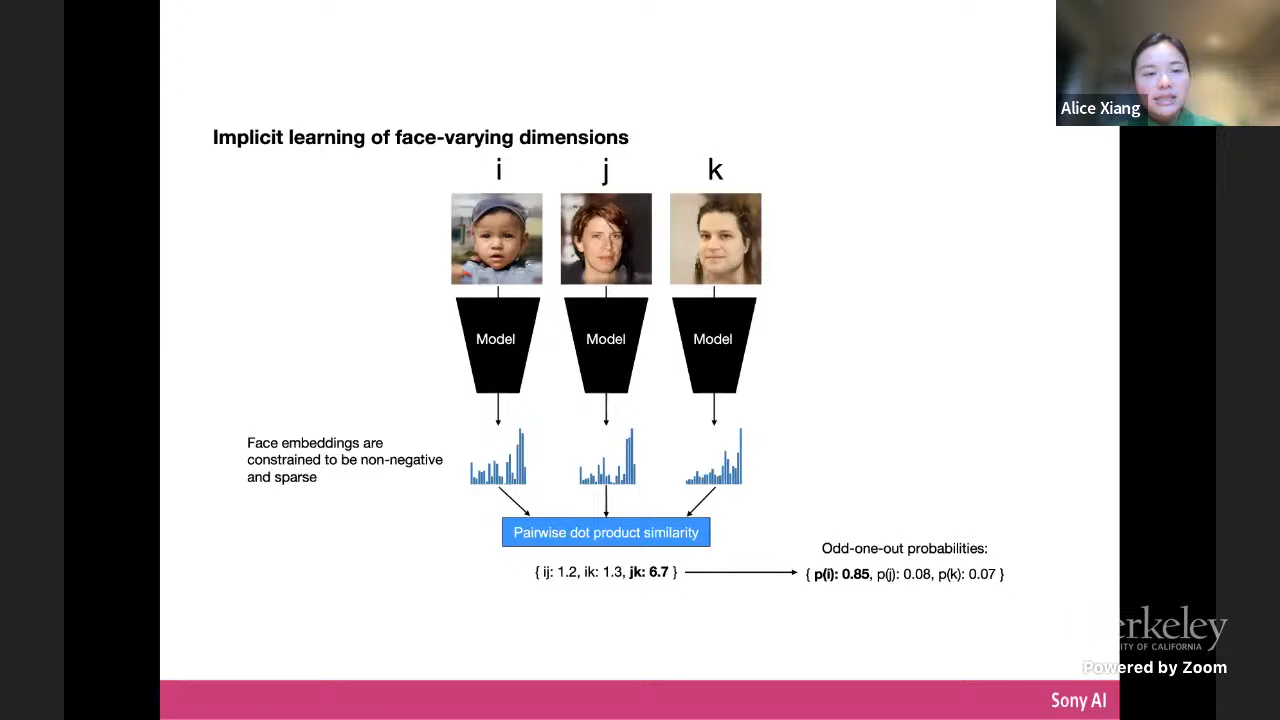 Alice Xiang
Implicit learning of face-varying dimensions
i
j
k
Model
Model
Model
Face embeddings are
constrained to be non-negative
and sparse
Pairwise dot product similarity
{ ij: 1.2, ik: 1.3, jk: 6.7 }
Odd-one-out probabilities:
{ p(i): 0.85, p(j): 0.08, p(k): 0.07 }
erkeley
ITY OF CALIFORNIA
Powered by Zoom
Sony AI